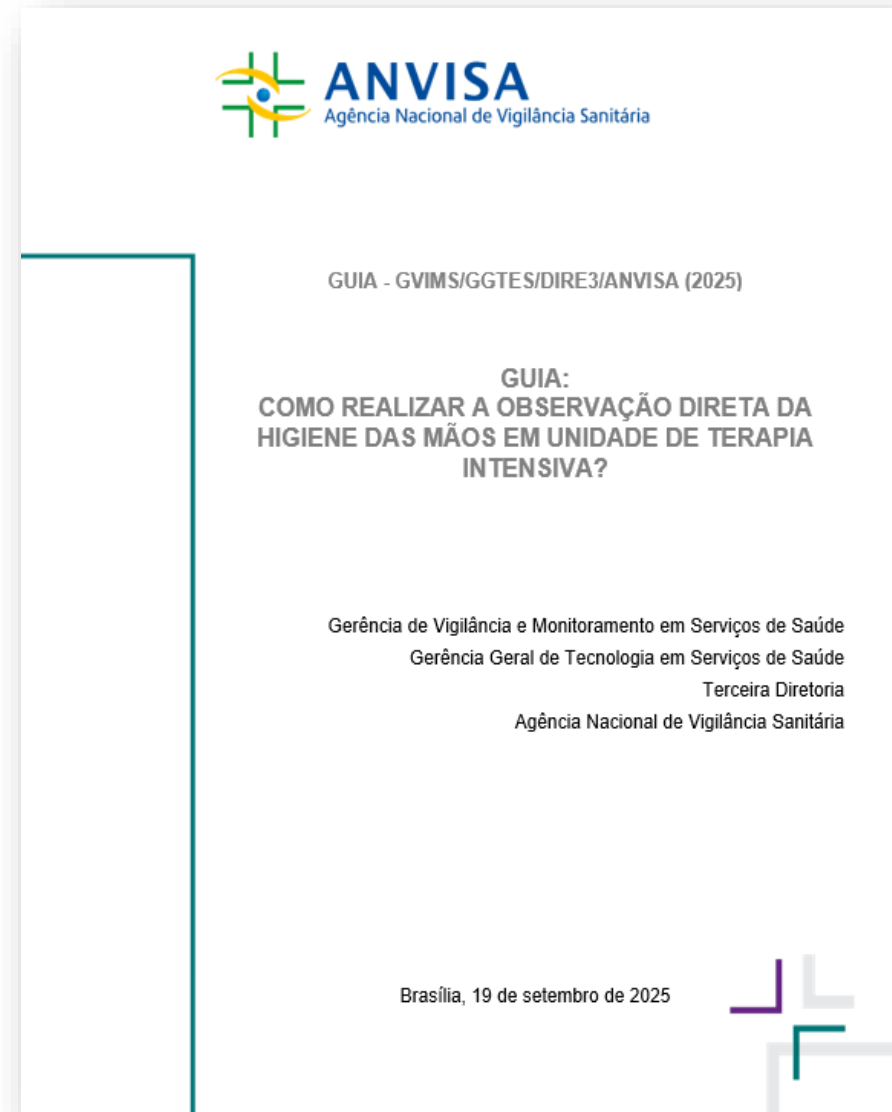 ANVISA
Agência Nacional de Vigilância Sanitária
GUIA - GVIMS/GGTES/DIRE3/ANVISA (2025)
GUIA:
COMO REALIZAR A OBSERVAÇÃO DIRETA DA
HIGIENE DAS MÃOS EM UNIDADE DE TERAPIA
INTENSIVA?
Gerência de Vigilância e Monitoramento em Serviços de Saúde
Gerência Geral de Tecnologia em Serviços de Saúde
Terceira Diretoria
Agência Nacional de Vigilância Sanitária
Brasília, 19 de setembro de 2025